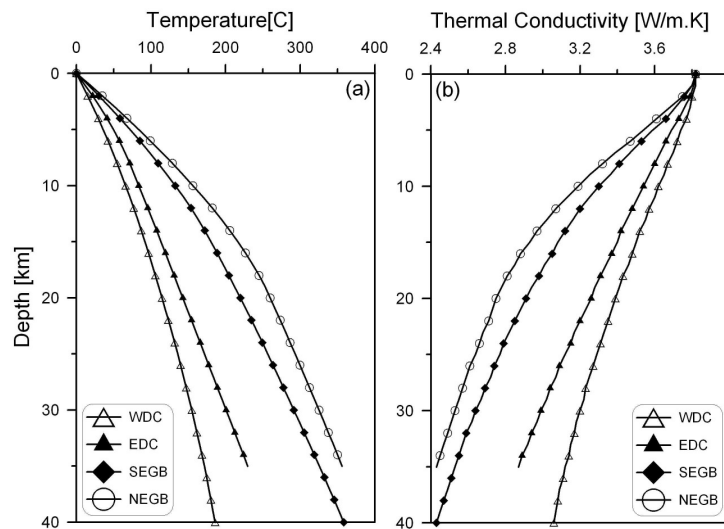 Temperature[C]
Thermal Conductivity [W/m.K]
0 100 200 300 400
2.4 2.8 3.2 3.6
0
10
20
30
40
Depth [km]
(a)
WDC
EDC
SEGB
NEGB
0
10
20
30
40
(b)
WDC
EDC
SEGB
NEGB